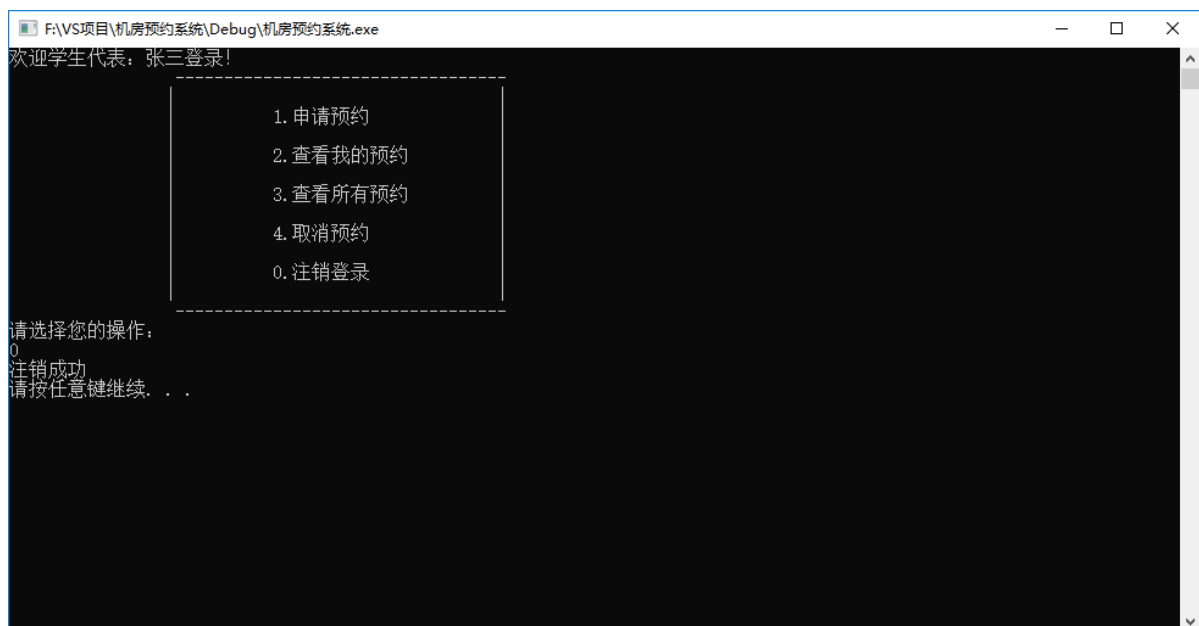 F:\VS项目\机房预约系统\Debug\机房预约系统.exe
欢迎学生代表：张三登录!
----------------------------------
1.申请预约
2.查看我的预约
3.查看所有预约
4.取消预约
0.注销登录
----------------------------------
请选择您的操作：
0
注销成功
请按任意键继续. . .